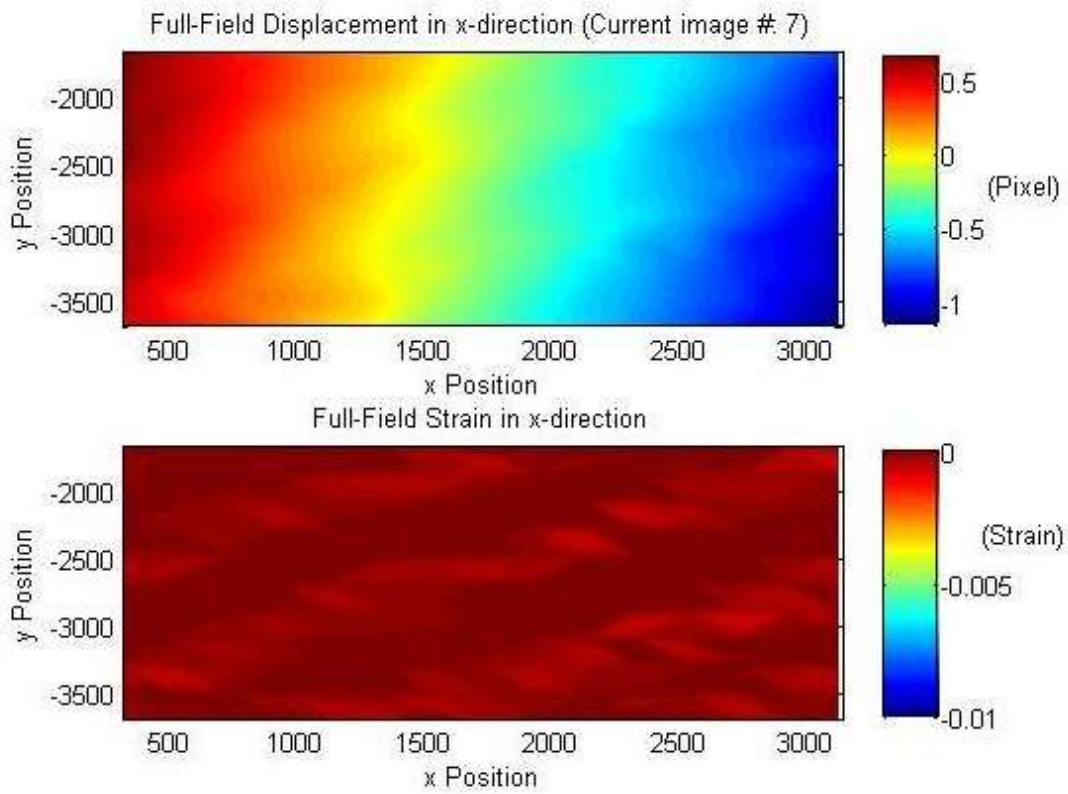 Full-Field Displacement in x-direction (Current image #: 7)
y Position
-2000
-2500
-3000
-3500
500 1000 1500 2000 2500 3000
x Position
0.5
0
-0.5
-1
(Pixel)
Full-Field Strain in x-direction
y Position
-2000
-2500
-3000
-3500
500 1000 1500 2000 2500 3000
x Position
0
-0.005
-0.01
(Strain)